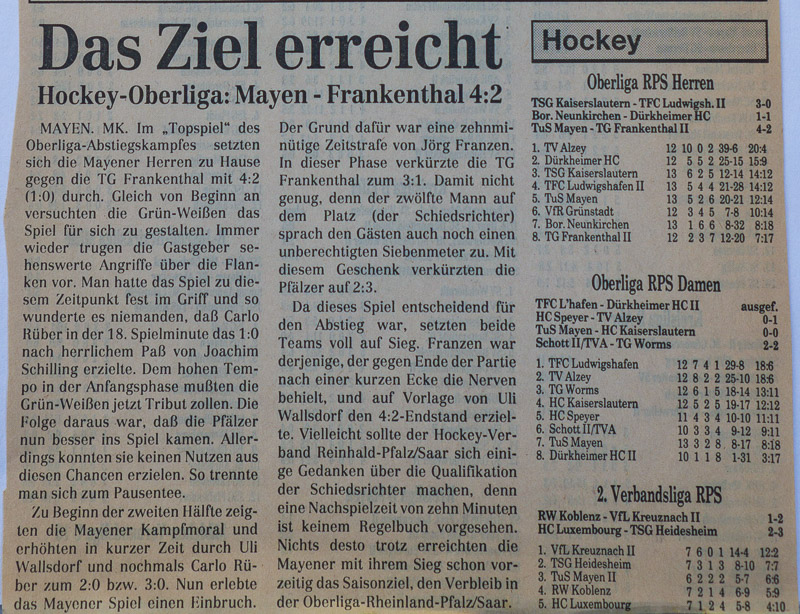 Das Ziel erreicht
Hockey-Oberliga: Mayen - Frankenthal 4:2
MAYEN. MK. Im „Topspiel“ des
Oberliga-Abstiegskampfes setzten
sich die Mayener Herren zu Hause
gegen die TG Frankenthal mit 4:2
(1:0) durch. Gleich von Beginn an
versuchten die Grün-Weißen das
Spiel für sich zu gestalten. Immer
wieder trugen die Gastgeber se-
henswerte Angriffe über die Flan-
ken vor. Man hatte das Spiel zu die-
sem Zeitpunkt fest im Griff und so
wunderte es niemanden, daß Carlo
Rüber in der 18. Spielminute das 1:0
nach herrlichem Paß von Joachim
Schilling erzielte. Dem hohen Tem-
po in der Anfangsphase mußten die
Grün-Weißen jetzt Tribut zollen. Die
Folge daraus war, daß die Pfälzer
nun besser ins Spiel kamen. Aller-
dings konnten sie keinen Nutzen aus
diesen Chancen erzielen. So trennte
man sich zum Pausentee.
Zu Beginn der zweiten Hälfte zeig-
ten die Mayener Kampfmoral und
erhöhten in kurzer Zeit durch Uli
Wallsdorf und nochmals Carlo Rü-
ber zum 2:0 bzw. 3:0. Nun erlebte
das Mayener Spiel einen Einbruch.
Der Grund dafür war eine zehnmi-
nütige Zeitstrafe von Jörg Franzen.
In dieser Phase verkürzte die TG
Frankenthal zum 3:1. Damit nicht
genug, denn der zwölfte Mann auf
dem Platz (der Schiedsrichter)
sprach den Gästen auch noch einen
unberechtigten Siebenmeter zu. Mit
diesem Geschenk verkürzten die
Pfälzer auf 2:3.
Da dieses Spiel entscheidend für
den Abstieg war, setzten beide
Teams voll auf Sieg. Franzen war
derjenige, der gegen Ende der Partie
nach einer kurzen Ecke die Nerven
behielt, und auf Vorlage von Uli
Wallsdorf den 4:2-Endstand erziel-
te. Vielleicht sollte der Hockey-Ver-
band Reinhald-Pfalz/Saar sich eini-
ge Gedanken über die Qualifikation
der Schiedsrichter machen, denn
eine Nachspielzeit von zehn Minuten
ist keinem Regelbuch vorgesehen.
Nichts desto trotz erreichten die
Mayener mit ihrem Sieg schon vor-
zeitig das Saisonziel, den Verbleib in
der Oberliga-Rheinland-Pfalz/Saar.
Hockey
Oberliga RPS Herren
TSG Kaiserslautern - TFC Ludwigsh. II 3-0
Bor. Neunkirchen - Dürkheimer HC 1-1
TuS Mayen - TG Frankenthal II 4-2
1. TV Alzey 12 10 0 2 39-6 20:4
2. Dürkheimer HC 12 5 5 2 25-15 15:9
3. TSG Kaiserslautern 13 6 2 5 12-14 14:12
4. TFC Ludwigshafen II 13 5 4 4 21-28 14:12
5. TuS Mayen 13 5 2 6 20-21 12:14
6. VfR Grünstadt 12 3 4 5 7-8 10:14
7. Bor. Neunkirchen 13 1 6 6 8-32 8:18
8. TG Frankenthal II 12 2 3 7 12-20 7:17
Oberliga RPS Damen
TFC L'hafen - Dürkheimer HC II ausgef.
HC Speyer - TV Alzey 0-1
TuS Mayen - HC Kaiserslautern 0-0
Schott II/TVA - TG Worms 2-2
1. TFC Ludwigshafen 12 7 4 1 29-8 18:6
2. TV Alzey 12 8 2 2 25-10 18:6
3. TG Worms 12 6 1 5 18-14 13:11
4. HC Kaiserslautern 12 5 2 5 19-17 12:12
5. HC Speyer 11 4 3 4 10-10 11:11
6. Schott II/TVA 10 3 3 4 9-12 9:11
7. TuS Mayen 13 3 2 8 8-17 8:18
8. Dürkheimer HC II 10 1 1 8 1-31 3:17
2. Verbandsliga RPS
RW Koblenz - VfL Kreuznach II 1-2
HC Luxembourg - TSG Heidesheim 2-3
1. VfL Kreuznach II 7 6 0 1 14-4 12:2
2. TSG Heidesheim 7 3 1 3 8-10 7:7
3. TuS Mayen II 6 2 2 2 5-7 6:6
4. RW Koblenz 7 2 1 4 6-9 5:9
5. HC Luxembourg 7 1 2 4 5-8 4:10